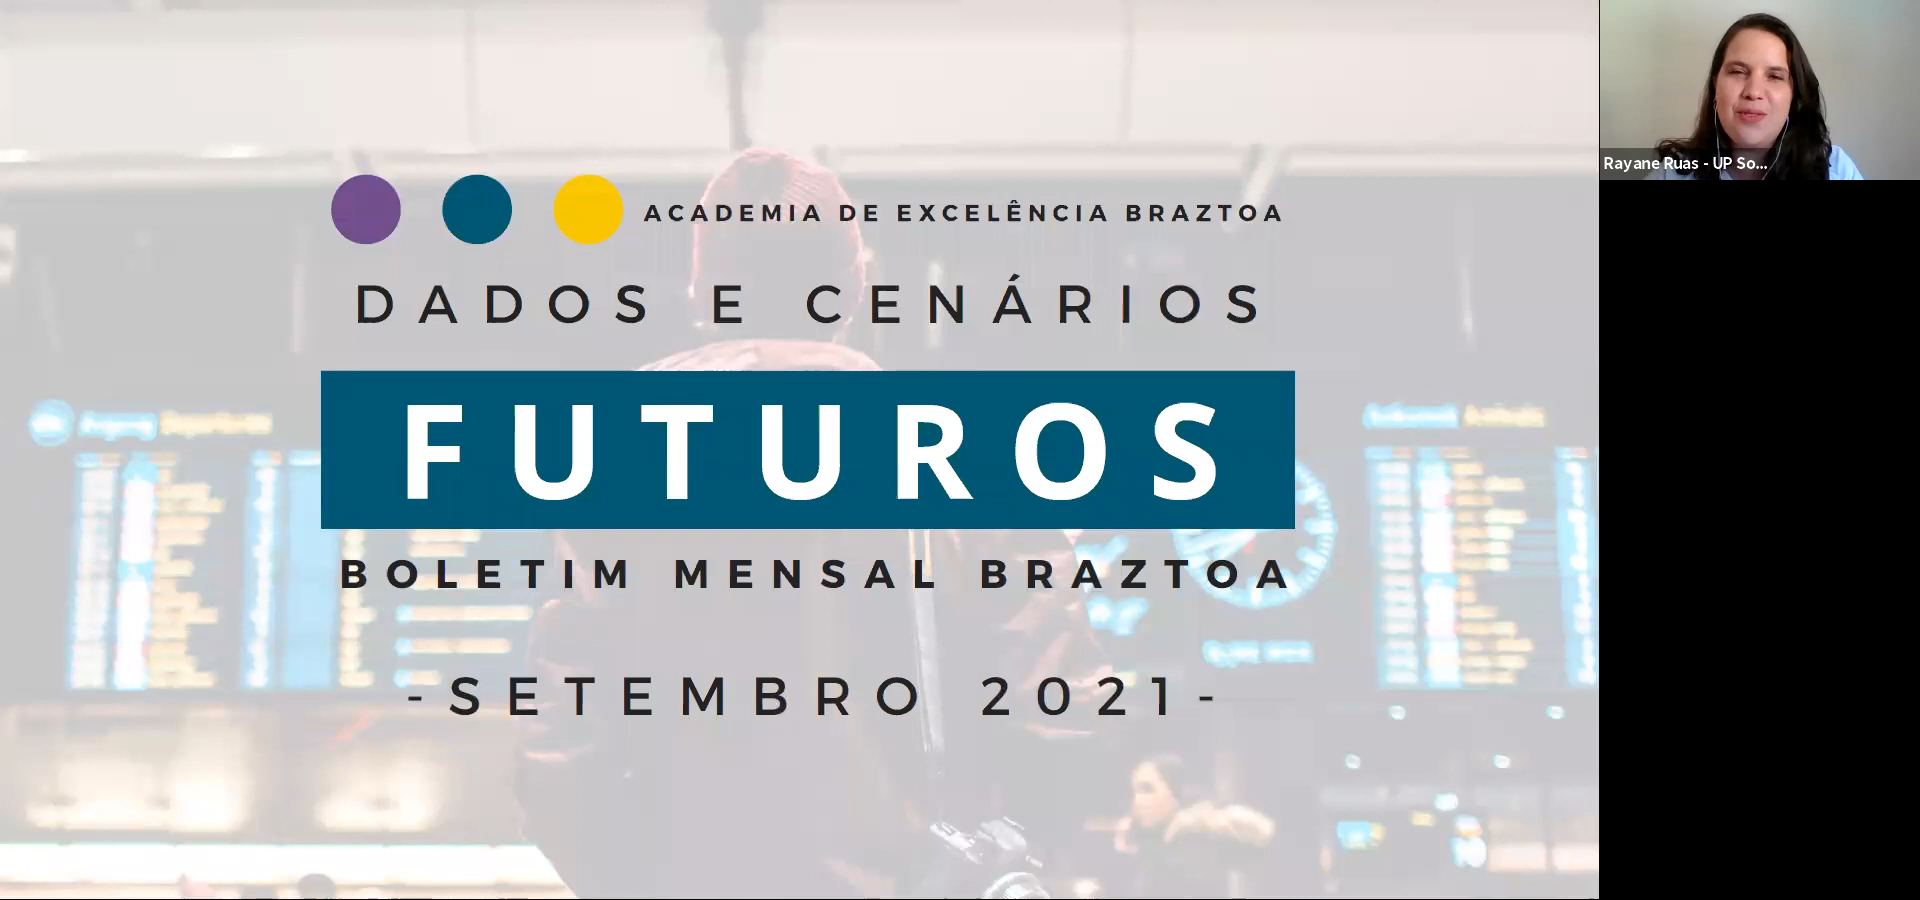 ACADEMIA DE EXCELÊNCIA BRAZTOA
DADOS E CENÁRIOS
FUTUROS
BOLETIM MENSAL BRAZTOA
-SETEMBRO 2021-
Rayane Ruas - UP So...